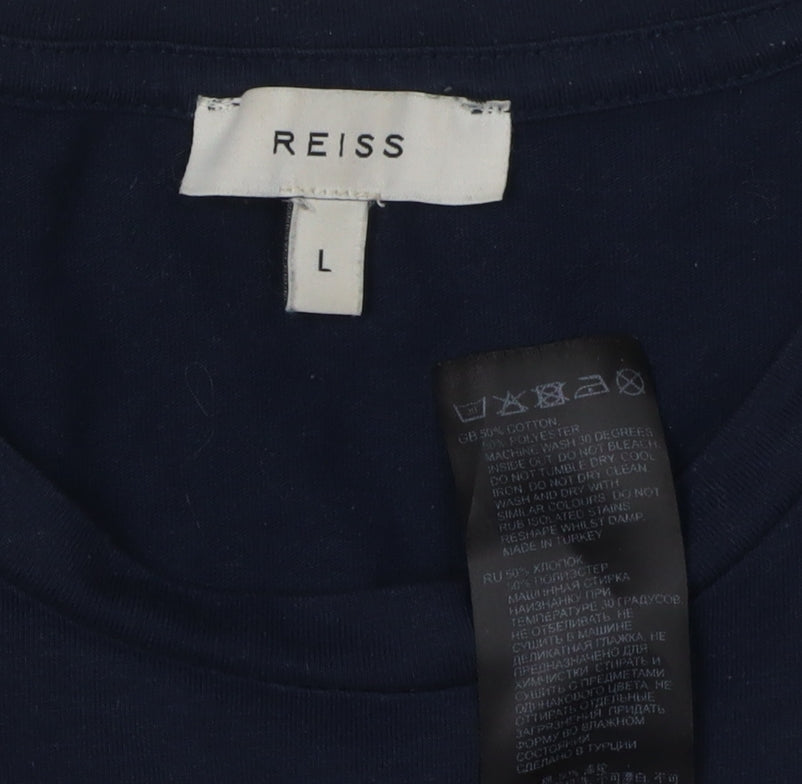 REISS
L
GB 50% COTTON
50% POLYESTER
MACHINE WASH 30 DEGREES
INSIDE OUT. DO NOT BLEACH.
DO NOT TUMBLE DRY. COOL
IRON. DO NOT DRY CLEAN.
WASH AND DRY WITH
SIMILAR COLOURS. DO NOT
RUB ISOLATED STAINS.
RESHAPE WHILST DAMP.
MADE IN TURKEY
RU 50% ХЛОПОК
50% ПОЛИЭСТЕР
МАШИННАЯ СТИРКА
НАИЗНАНКУ ПРИ
ТЕМПЕРАТУРЕ 30 ГРАДУСОВ.
НЕ ОТБЕЛИВАТЬ. НЕ
СУШИТЬ В МАШИНЕ.
ДЕЛИКАТНАЯ ГЛАЖКА. НЕ
ПРЕДНАЗНАЧЕНО ДЛЯ
ХИМЧИСТКИ. СТИРАТЬ И
СУШИТЬ С ПРЕДМЕТАМИ
ОДИНАКОВОГО ЦВЕТА. НЕ
ОТТИРАТЬ ОТДЕЛЬНЫЕ
ЗАГРЯЗНЕНИЯ. ПРИДАТЬ
ФОРМУ ВО ВЛАЖНОМ
СОСТОЯНИИ
СДЕЛАНО В ТУРЦИИ